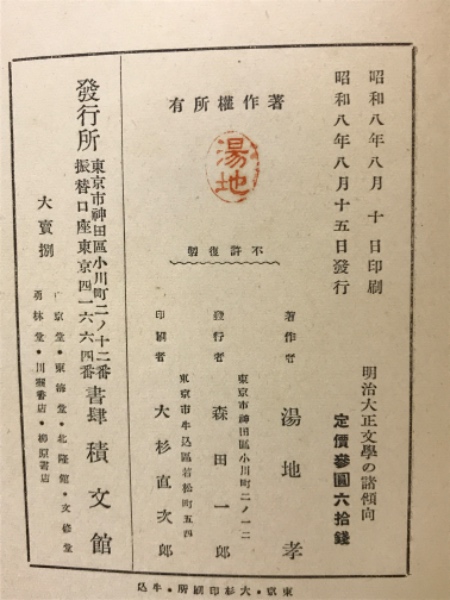 昭和八年八月 十日印刷
昭和八年八月十五日發行
明治大正文學の諸傾向
定價參圓六拾錢
著作權所有
湯地
不許復製
著作者 湯地 孝
東京市神田區小川町二ノ一二
發行者 森田一郎
東京市牛込區若松町五四
印刷者 大杉直次郎
發行所
東京市神田區小川町二ノ十二番
振替口座東京四一六六四番
書肆 積文館
大賣捌
京堂・東海堂・北隆館・文修堂
勇林堂・川瀨書店・柳原書店
東京・大杉印刷所・牛込